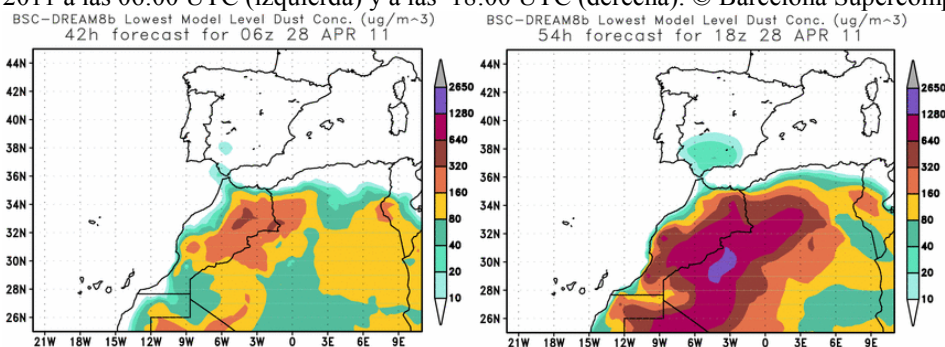 2011 a las 06:00 UTC (izquierda) y a las 18:00 UTC (derecha). © Barcelona Supercomp
BSC-DREAM8b Lowest Model Level Dust Conc. (ug/m^3)
42h forecast for 06z 28 APR 11
44N
42N
40N
38N
36N
34N
32N
30N
28N
26N
21W 18W 15W 12W 9W 6W 3W 0 3E 6E 9E
2650
1280
640
320
160
80
40
20
10
BSC-DREAM8b Lowest Model Level Dust Conc. (ug/m^3)
54h forecast for 18z 28 APR 11
44N
42N
40N
38N
36N
34N
32N
30N
28N
26N
21W 18W 15W 12W 9W 6W 3W 0 3E 6E 9E
2650
1280
640
320
160
80
40
20
10